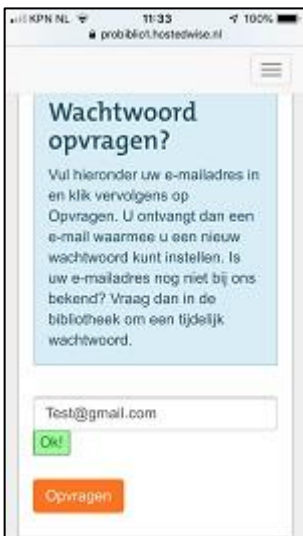 KPN NL 11:33 100%
probiblio1.hostedwise.nl
Wachtwoord
opvragen?
Vul hieronder uw e-mailadres in
en klik vervolgens op
Opvragen. U ontvangt dan een
e-mail waarmee u een nieuw
wachtwoord kunt instellen. Is
uw e-mailadres nog niet bij ons
bekend? Vraag dan in de
bibliotheek om een tijdelijk
wachtwoord.
Test@gmail.com
Ok!
Opvragen